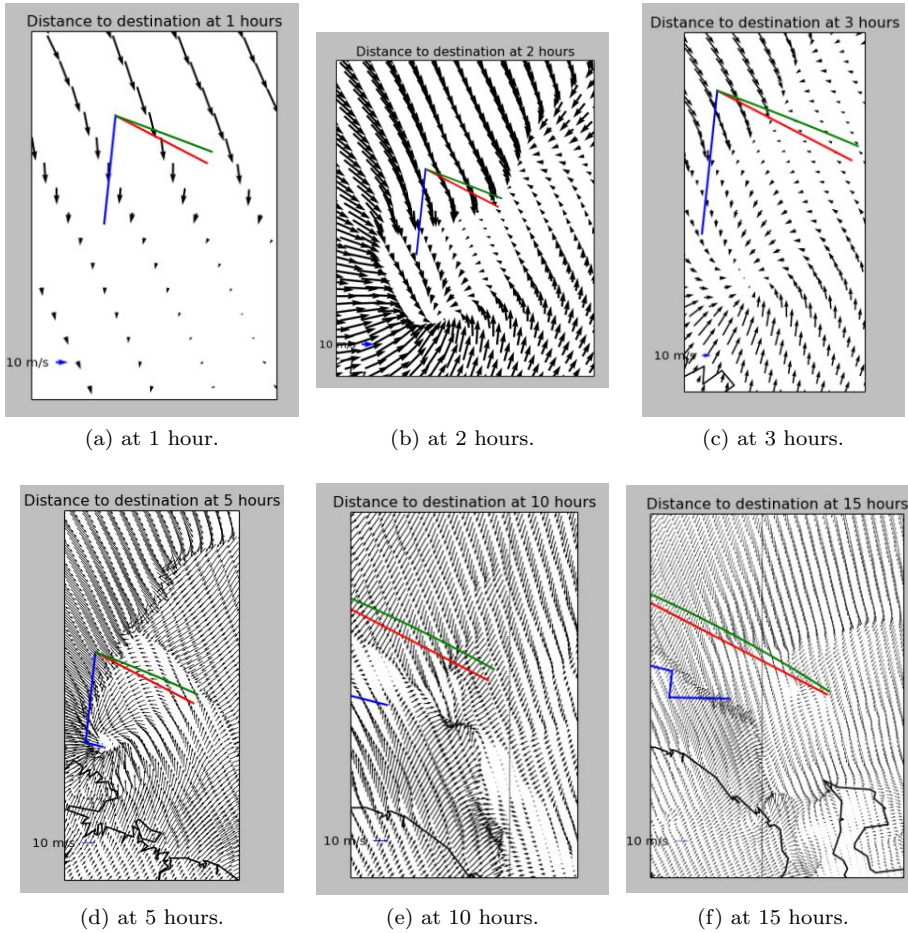 Distance to destination at 1 hours
Distance to destination at 2 hours
Distance to destination at 3 hours
10 m/s
10 m/s
10 m/s
(a) at 1 hour.
(b) at 2 hours.
(c) at 3 hours.
Distance to destination at 5 hours
Distance to destination at 10 hours
Distance to destination at 15 hours
10 m/s
10 m/s
10 m/s
(d) at 5 hours.
(e) at 10 hours.
(f) at 15 hours.